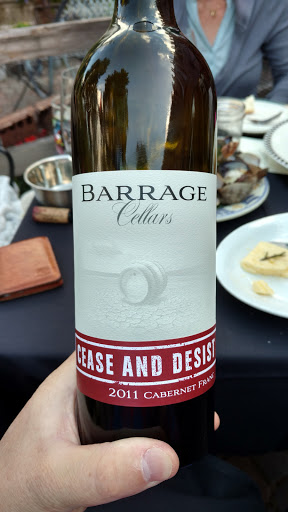 BARRAGE
Cellars
CEASE AND DESIST
2011 CABERNET FRANC